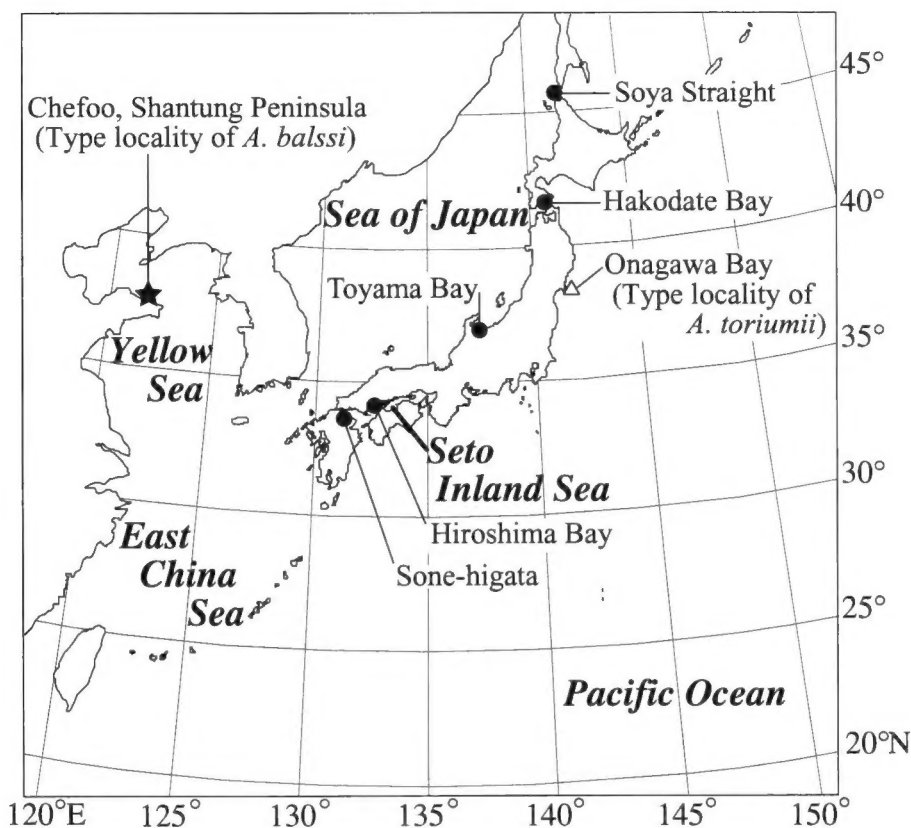 45°
Chefoo, Shantung Peninsula
(Type locality of A. balssi)
Soya Straight
40°
Sea of Japan
Hakodate Bay
Onagawa Bay
(Type locality of
A. toriumii)
Toyama Bay
35°
Yellow
Sea
Seto
Inland Sea
30°
Hiroshima Bay
East
China
Sea
Sone-higata
25°
Pacific Ocean
20°N
120°E
125°
130°
135°
140°
145°
150°